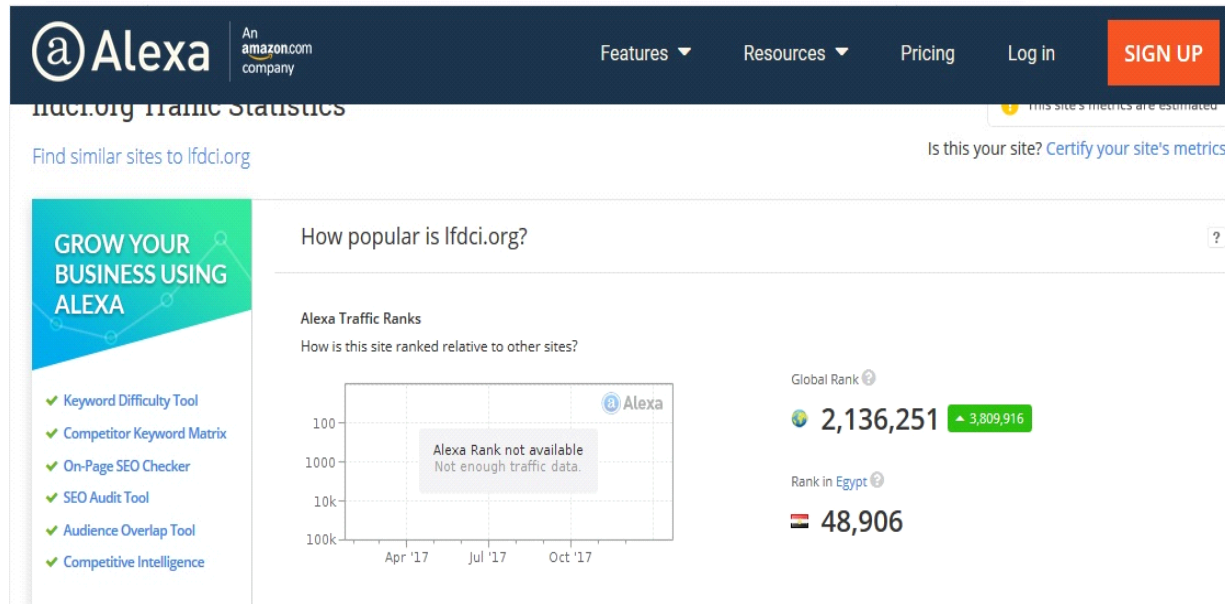 a Alexa
An
amazon.com
company
Features
Resources
Pricing
Log in
SIGN UP
lfdci.org Traffic Statistics
This site's metrics are estimated
Find similar sites to lfdci.org
Is this your site? Certify your site's metrics
GROW YOUR
BUSINESS USING
ALEXA
Keyword Difficulty Tool
Competitor Keyword Matrix
On-Page SEO Checker
SEO Audit Tool
Audience Overlap Tool
Competitive Intelligence
How popular is lfdci.org?
?
Alexa Traffic Ranks
How is this site ranked relative to other sites?
a Alexa
100
1000
10k
100k
Alexa Rank not available
Not enough traffic data.
Apr '17
Jul '17
Oct '17
Global Rank ?
2,136,251 3,809,916
Rank in Egypt ?
48,906